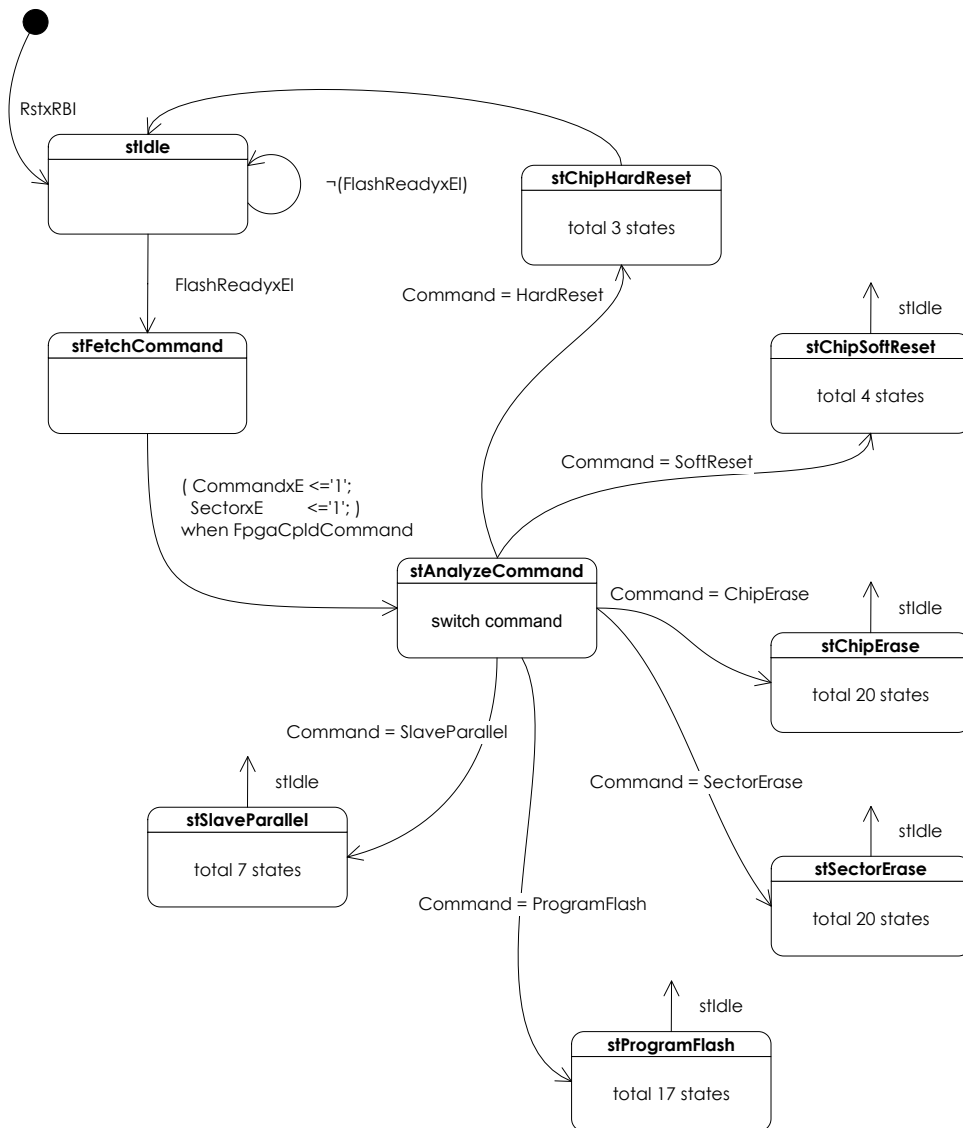 RstxRBI
stIdle
¬(FlashReadyxEI)
stChipHardReset
total 3 states
FlashReadyxEI
Command = HardReset
stIdle
stFetchCommand
stChipSoftReset
total 4 states
Command = SoftReset
( CommandxE <='1';
SectorxE <='1'; )
when FpgaCpldCommand
stAnalyzeCommand
switch command
Command = ChipErase
stIdle
stChipErase
total 20 states
Command = SlaveParallel
stIdle
stSlaveParallel
total 7 states
Command = SectorErase
stIdle
stSectorErase
total 20 states
Command = ProgramFlash
stIdle
stProgramFlash
total 17 states